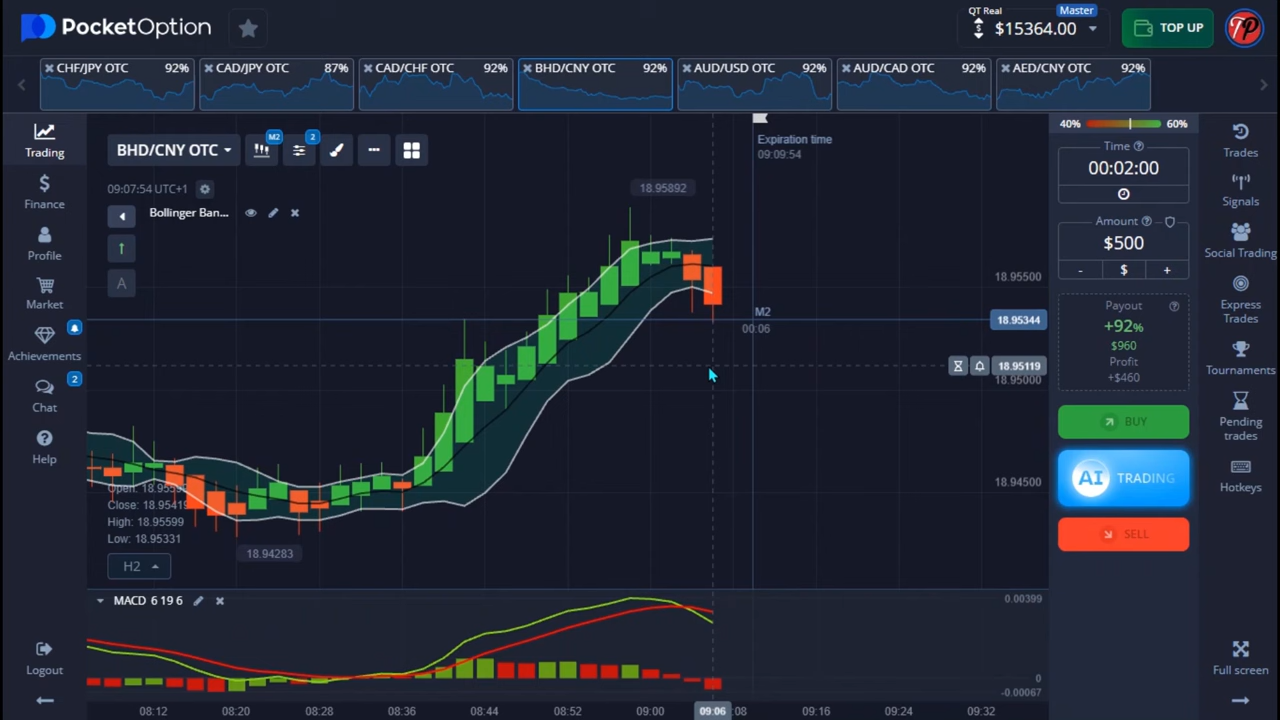 PocketOption
QT Real
Master
$15364.00
TOP UP
CHF/JPY OTC 92%
CAD/JPY OTC 87%
CAD/CHF OTC 92%
BHD/CNY OTC 92%
AUD/USD OTC 92%
AUD/CAD OTC 92%
AED/CNY OTC 92%
Trading
Finance
Profile
Market
Achievements
2
Chat
Help
Logout
BHD/CNY OTC
M2
2
09:07:54 UTC+1
Bollinger Ban...
A
Open: 18.9559
Close: 18.95419
High: 18.95599
Low: 18.95331
H2
18.95892
18.94283
Expiration time
09:09:54
M2
00:06
18.95500
18.95344
18.95119
18.95000
18.94500
MACD 6 19 6
0.00399
0
-0.00067
08:12 08:20 08:28 08:36 08:44 08:52 09:00 09:06 :08 09:16 09:24 09:32
40% 60%
Time
00:02:00
Amount
$500
- $ +
Payout
+92%
$960
Profit
+$460
BUY
AI TRADING
SELL
Trades
Signals
Social Trading
Express
Trades
Tournaments
Pending
trades
Hotkeys
Full screen